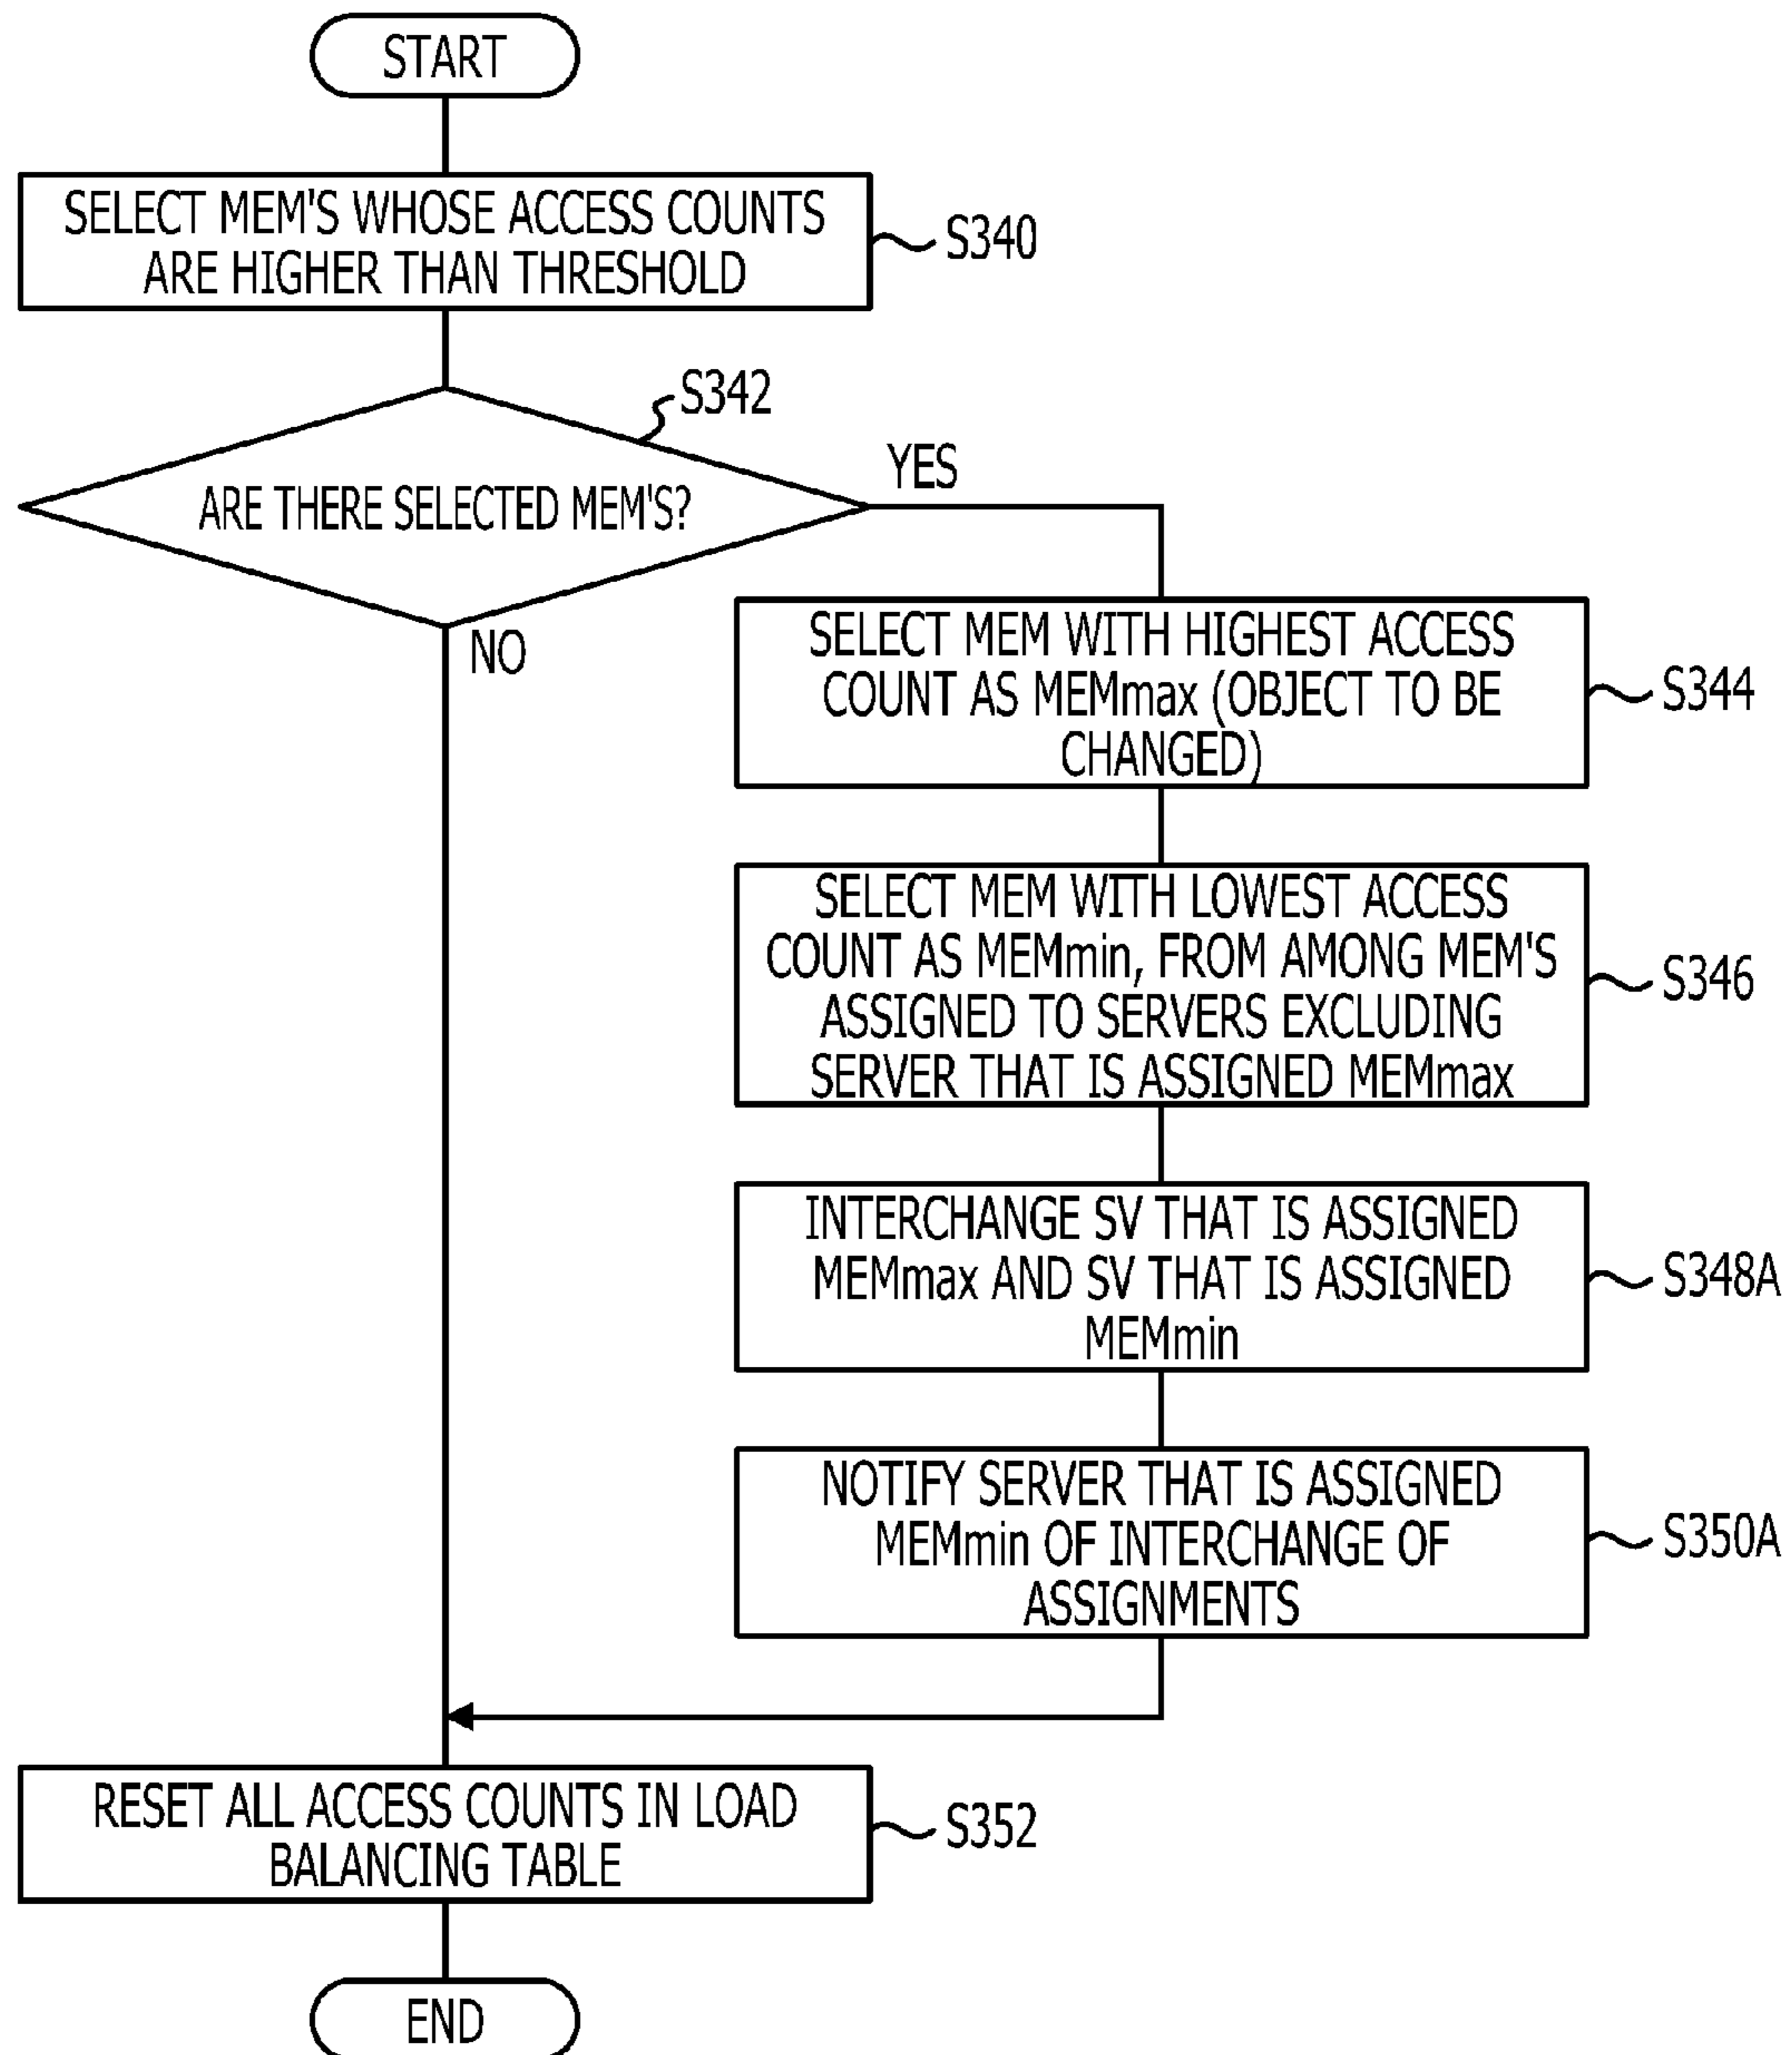 START
SELECT MEM'S WHOSE ACCESS COUNTS
ARE HIGHER THAN THRESHOLD
S340
S342
ARE THERE SELECTED MEM'S?
YES
NO
SELECT MEM WITH HIGHEST ACCESS
COUNT AS MEMmax (OBJECT TO BE
CHANGED)
S344
SELECT MEM WITH LOWEST ACCESS
COUNT AS MEMmin, FROM AMONG MEM'S
ASSIGNED TO SERVERS EXCLUDING
SERVER THAT IS ASSIGNED MEMmax
S346
INTERCHANGE SV THAT IS ASSIGNED
MEMmax AND SV THAT IS ASSIGNED
MEMmin
S348A
NOTIFY SERVER THAT IS ASSIGNED
MEMmin OF INTERCHANGE OF
ASSIGNMENTS
S350A
RESET ALL ACCESS COUNTS IN LOAD
BALANCING TABLE
S352
END